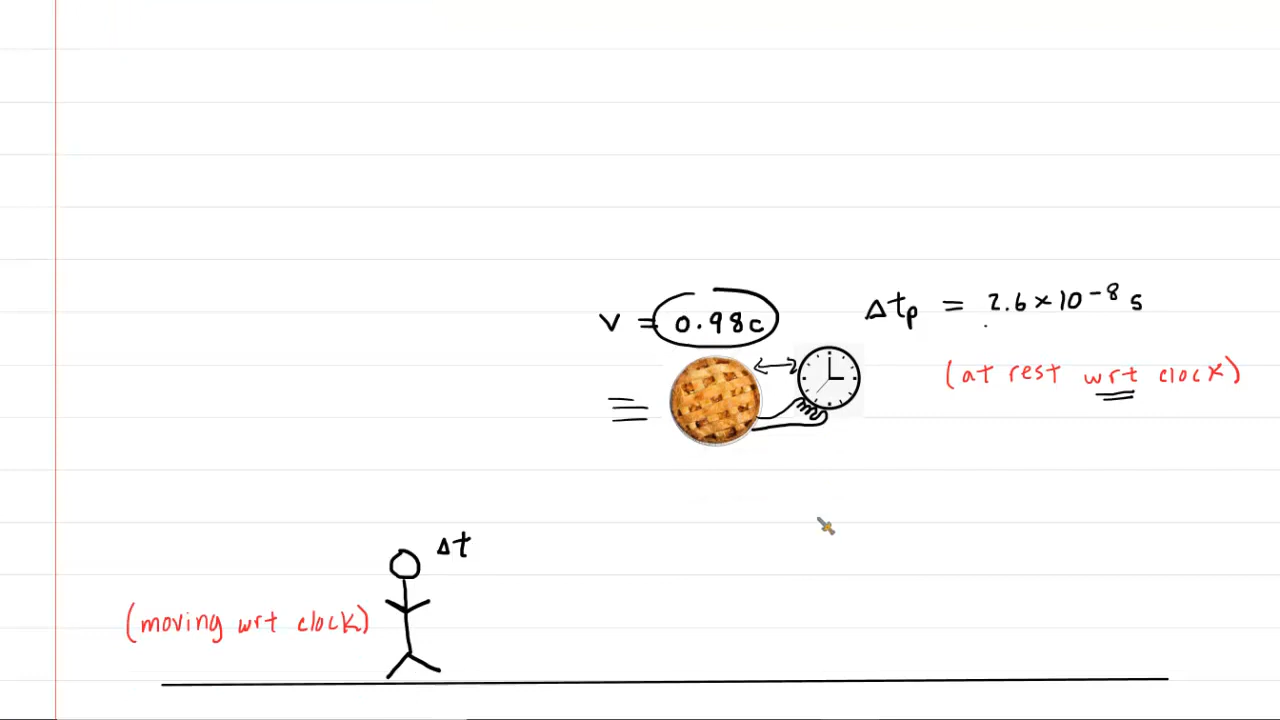 v = 0.98c
Δtp = 2.6×10-8 s
(at rest wrt clock)
Δt
(moving wrt clock)